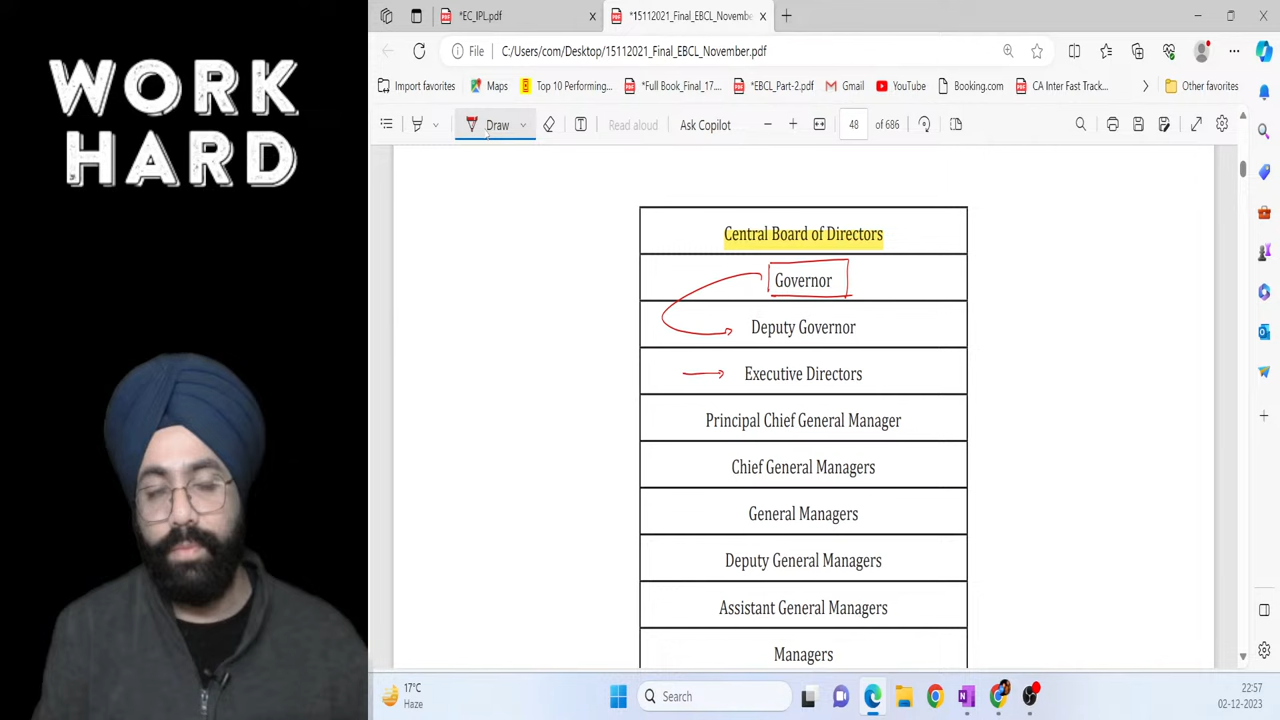 WORK
HARD
*EC_IPL.pdf
*15112021_Final_EBCL_Novembe
File
C:/Users/com/Desktop/15112021_Final_EBCL_November.pdf
Import favorites
Maps
Top 10 Performing...
*Full Book_Final_17....
*EBCL_Part-2.pdf
Gmail
YouTube
Booking.com
CA Inter Fast Track...
Other favorites
Draw
Read aloud
Ask Copilot
48
of 686
Central Board of Directors
Governor
Deputy Governor
Executive Directors
Principal Chief General Manager
Chief General Managers
General Managers
Deputy General Managers
Assistant General Managers
Managers
17°C
Haze
Search
22:57
02-12-2023